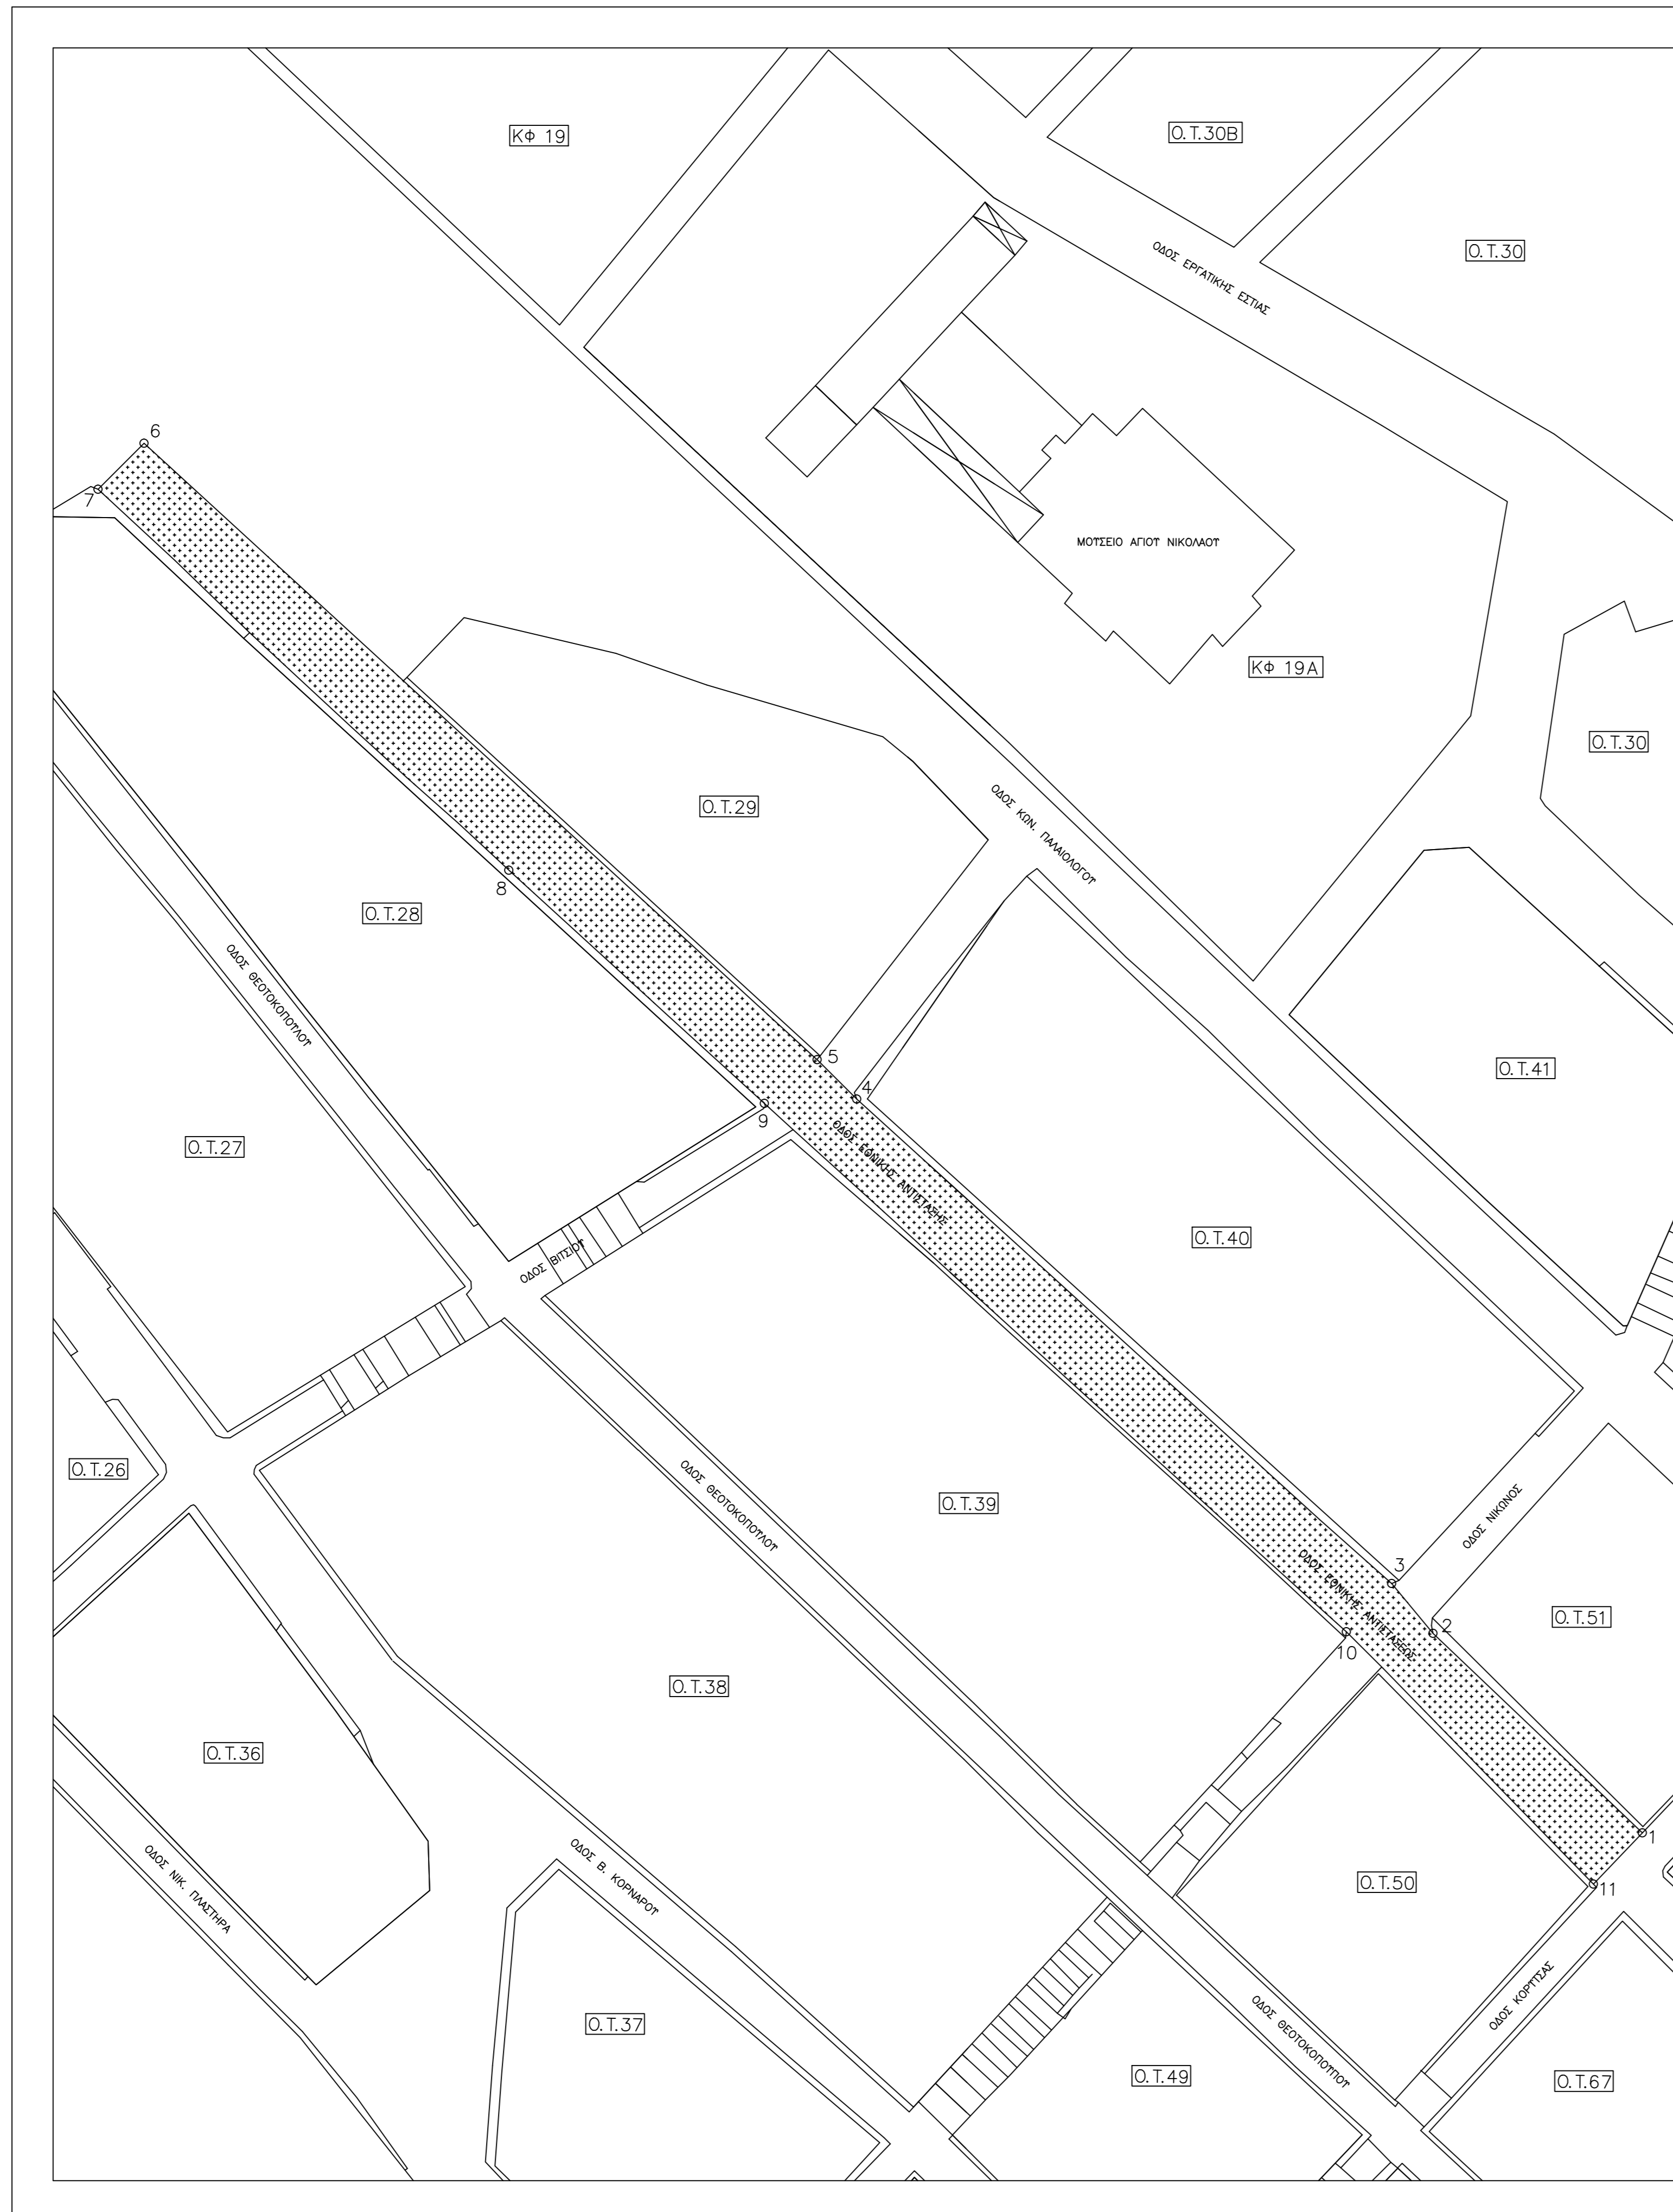 ΚΦ 19
Ο.Τ.30Β
Ο.Τ.30
ΟΔΟΣ ΕΡΓΑΤΙΚΗΣ ΕΣΤΙΑΣ
6
7
ΜΟΥΣΕΙΟ ΑΓΙΟΥ ΝΙΚΟΛΑΟΥ
ΚΦ 19Α
Ο.Τ.30
Ο.Τ.29
ΟΔΟΣ ΚΩΝ. ΠΑΛΑΙΟΛΟΓΟΥ
8
Ο.Τ.28
ΟΔΟΣ ΘΕΟΤΟΚΟΠΟΥΛΟΥ
5
4
Ο.Τ.41
9
ΟΔΟΣ ΕΘΝΙΚΗΣ ΑΝΤΙΣΤΑΣΗΣ
Ο.Τ.27
Ο.Τ.40
ΟΔΟΣ ΒΙΤΣΙΟΥ
Ο.Τ.26
ΟΔΟΣ ΘΕΟΤΟΚΟΠΟΥΛΟΥ
Ο.Τ.39
ΟΔΟΣ ΝΙΚΩΝΟΣ
3
ΟΔΟΣ ΕΘΝΙΚΗΣ ΑΝΤΙΣΤΑΣΕΩΣ
Ο.Τ.51
2
10
Ο.Τ.38
Ο.Τ.36
1
ΟΔΟΣ ΝΙΚ. ΠΛΑΣΤΗΡΑ
ΟΔΟΣ Β. ΚΟΡΝΑΡΟΥ
Ο.Τ.50
11
ΟΔΟΣ ΚΟΡΥΤΣΑΣ
Ο.Τ.37
ΟΔΟΣ ΘΕΟΤΟΚΟΠΟΥΠΟΥ
Ο.Τ.49
Ο.Τ.67